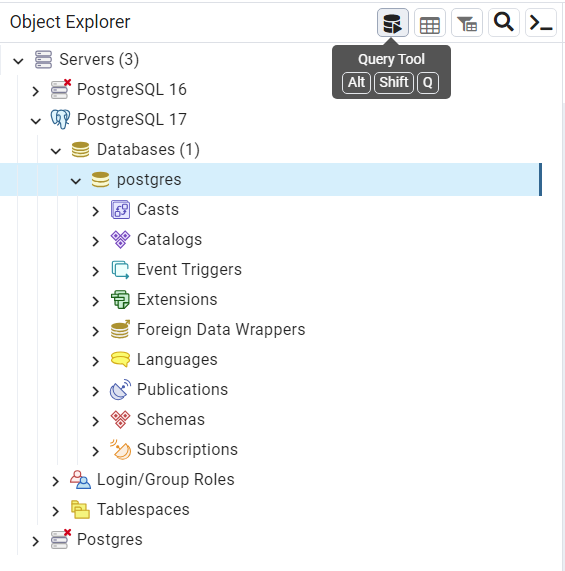 Object Explorer
Query Tool
Alt Shift Q
Servers (3)
PostgreSQL 16
PostgreSQL 17
Databases (1)
postgres
Casts
Catalogs
Event Triggers
Extensions
Foreign Data Wrappers
Languages
Publications
Schemas
Subscriptions
Login/Group Roles
Tablespaces
Postgres